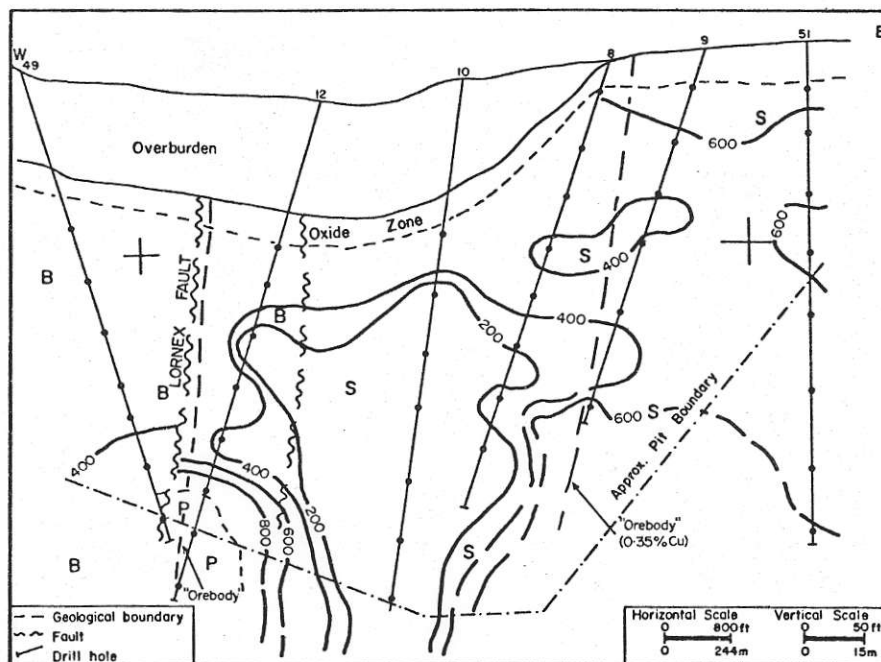 W
49
12
10
8
9
51
E
Overburden
S
600
Oxide
Zone
B
LORNEX FAULT
S
400
600
B
400
200
B
S
600
S
Approx. Pit Boundary
400
400
P
800
600
200
S
"Orebody"
(0·35%Cu)
B
P
"Orebody"
Geological boundary
Fault
Drill hole
Horizontal Scale
0 800ft
0 244m
Vertical Scale
0 50ft
0 15m